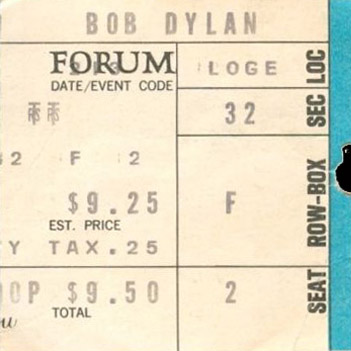 BOB DYLAN
FORUM LOGE LOC
DATE/EVENT CODE
32 SEC
32 F 2
$9.25 F ROW-BOX
EST. PRICE
TAX .25
$9.50 2 SEAT
TOTAL